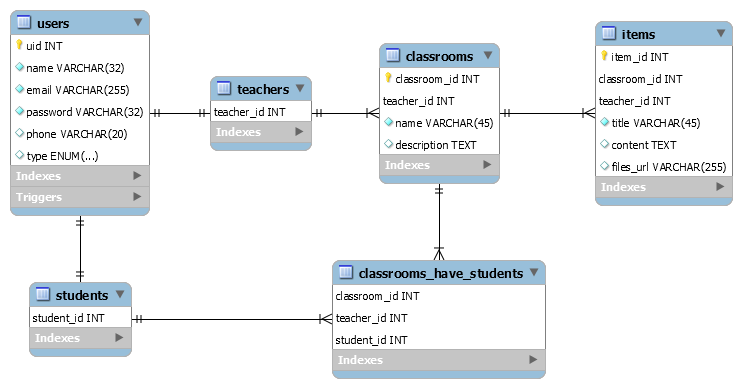 users
uid INT
name VARCHAR(32)
email VARCHAR(255)
password VARCHAR(32)
phone VARCHAR(20)
type ENUM(...)
Indexes
Triggers
teachers
teacher_id INT
Indexes
classrooms
classroom_id INT
teacher_id INT
name VARCHAR(45)
description TEXT
Indexes
items
item_id INT
classroom_id INT
teacher_id INT
title VARCHAR(45)
content TEXT
files_url VARCHAR(255)
Indexes
students
student_id INT
Indexes
classrooms_have_students
classroom_id INT
teacher_id INT
student_id INT
Indexes